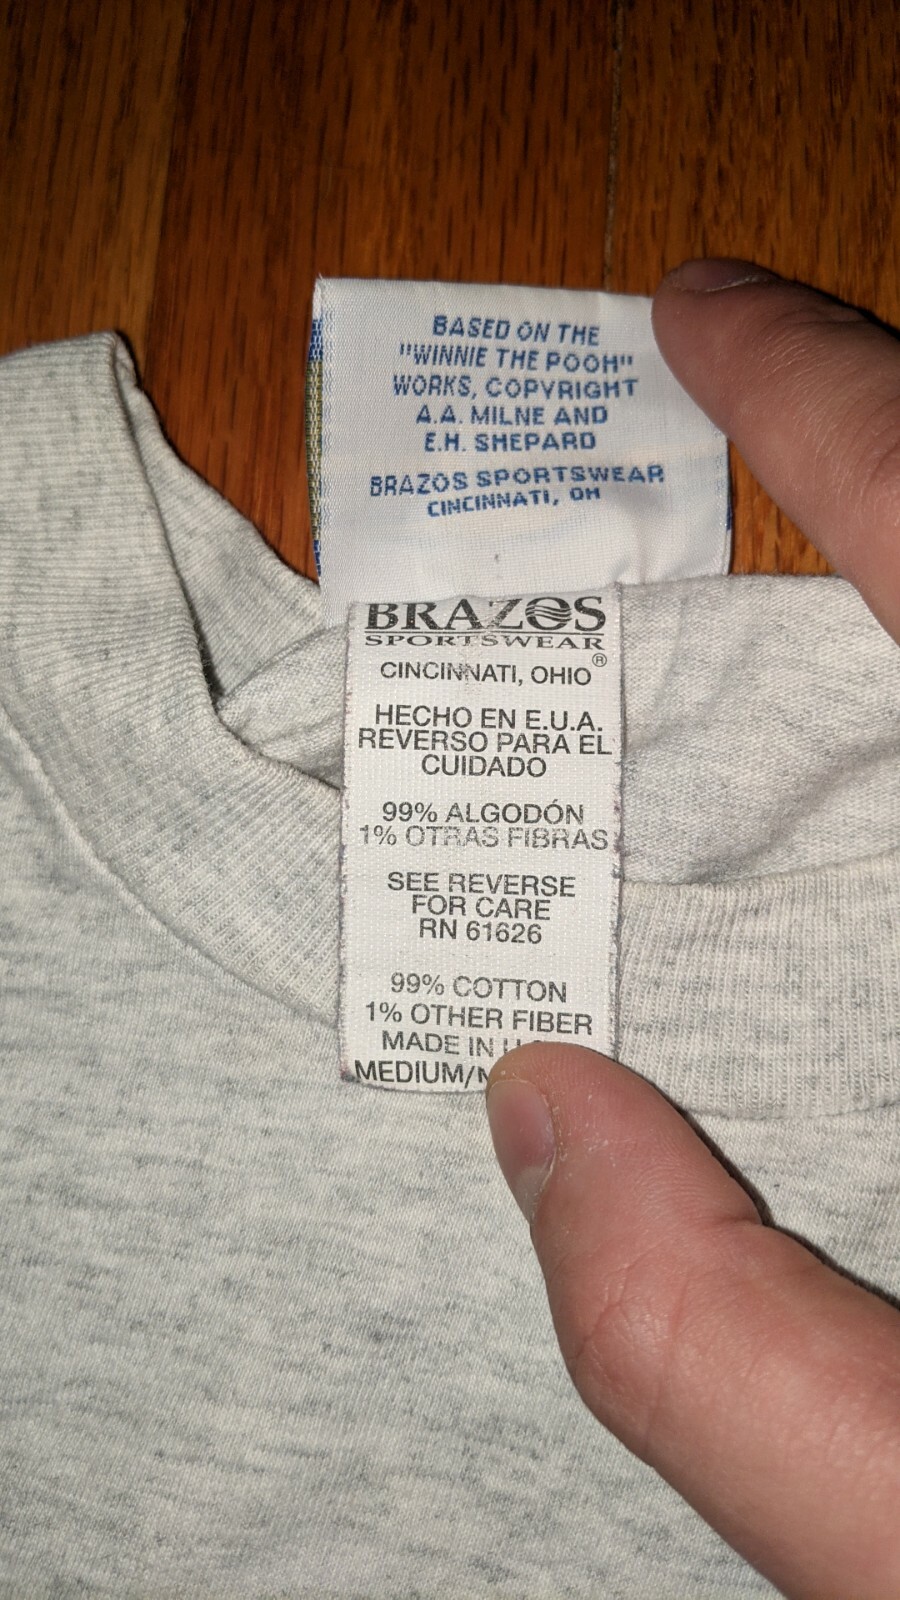 BASED ON THE
"WINNIE THE POOH"
WORKS, COPYRIGHT
A.A. MILNE AND
E.H. SHEPARD
BRAZOS SPORTSWEAR
CINCINNATI, OH
BRAZOS
SPORTSWEAR®
CINCINNATI, OHIO
HECHO EN E.U.A.
REVERSO PARA EL
CUIDADO
99% ALGODÓN
1% OTRAS FIBRAS
SEE REVERSE
FOR CARE
RN 61626
99% COTTON
1% OTHER FIBER
MADE IN
MEDIUM/